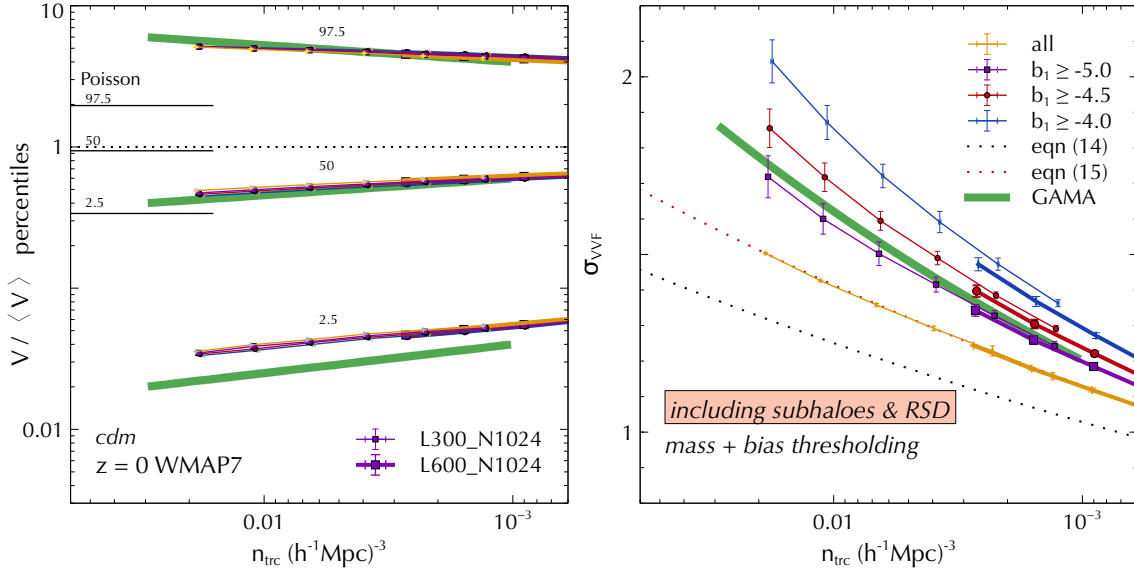 10
1
0.01
V / ⟨ V ⟩ percentiles
97.5
Poisson
97.5
50
50
2.5
2.5
cdm
z = 0 WMAP7
L300_N1024
L600_N1024
0.01
10⁻³
n_trc (h⁻¹Mpc)⁻³
2
1
σ_VVF
all
b₁ ≥ -5.0
b₁ ≥ -4.5
b₁ ≥ -4.0
eqn (14)
eqn (15)
GAMA
including subhaloes & RSD
mass + bias thresholding
0.01
10⁻³
n_trc (h⁻¹Mpc)⁻³